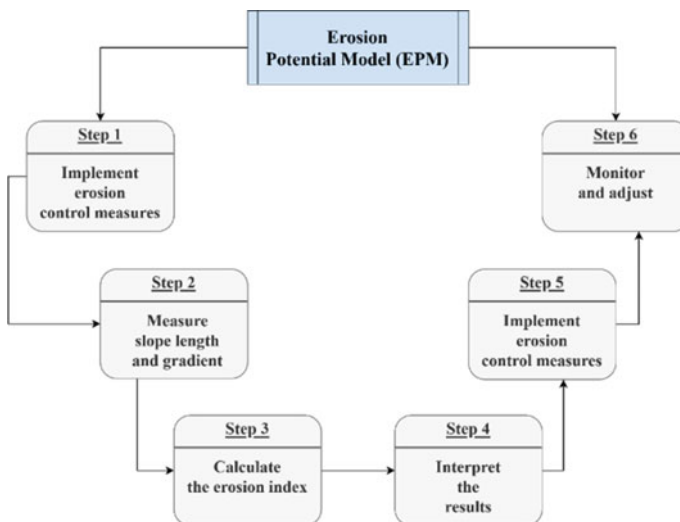 Erosion
Potential Model (EPM)
Step 1
Implement
erosion
control measures
Step 2
Measure
slope length
and gradient
Step 3
Calculate
the erosion index
Step 4
Interpret
the
results
Step 5
Implement
erosion
control measures
Step 6
Monitor
and adjust